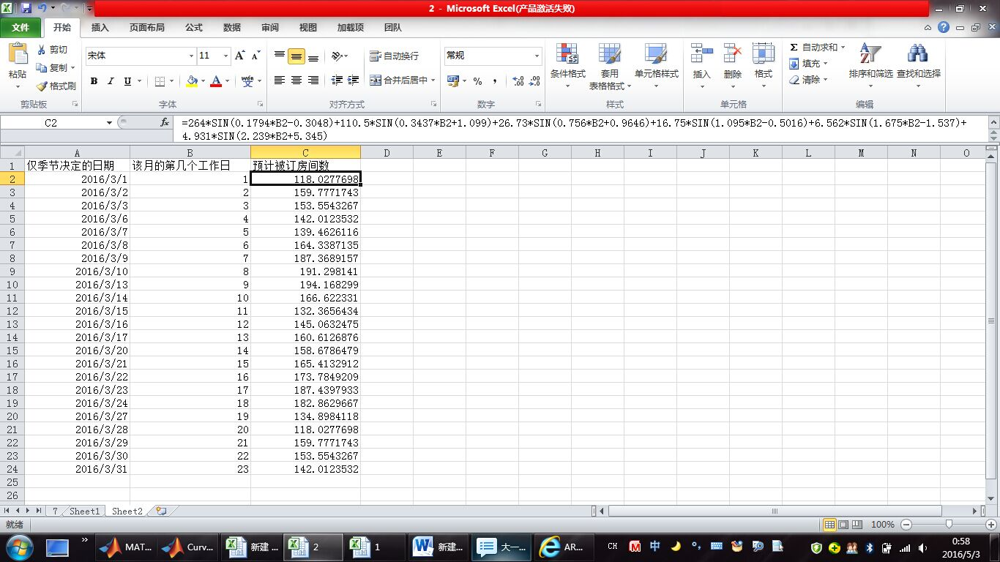 2 - Microsoft Excel(产品激活失败)
文件 开始 插入 页面布局 公式 数据 审阅 视图 加载项 团队
粘贴 剪切 复制 格式刷 剪贴板
宋体 11 B I U wén 文 A A A 字体
自动换行 合并后居中 对齐方式
常规 % , 数字
条件格式 套用表格格式 单元格样式 样式
插入 删除 格式 单元格
Σ 自动求和 填充 清除 排序和筛选 查找和选择 编辑
C2 fx =264*SIN(0.1794*B2-0.3048)+110.5*SIN(0.3437*B2+1.099)+26.73*SIN(0.756*B2+0.9646)+16.75*SIN(1.095*B2-0.5016)+6.562*SIN(1.675*B2-1.537)+
4.931*SIN(2.239*B2+5.345)
A B C D E F G H I J K L M N O
1 仅季节决定的日期 该月的第几个工作日 预计被订房间数
2 2016/3/1 1 118.0277698
3 2016/3/2 2 159.7771743
4 2016/3/3 3 153.5543267
5 2016/3/6 4 142.0123532
6 2016/3/7 5 139.4626116
7 2016/3/8 6 164.3387135
8 2016/3/9 7 187.3689157
9 2016/3/10 8 191.298141
10 2016/3/13 9 194.168299
11 2016/3/14 10 166.622331
12 2016/3/15 11 132.3656434
13 2016/3/16 12 145.0632475
14 2016/3/17 13 160.6126876
15 2016/3/20 14 158.6786479
16 2016/3/21 15 165.4132912
17 2016/3/22 16 173.7849209
18 2016/3/23 17 187.4397933
19 2016/3/24 18 182.8629667
20 2016/3/27 19 134.8984118
21 2016/3/28 20 118.0277698
22 2016/3/29 21 159.7771743
23 2016/3/30 22 153.5543267
24 2016/3/31 23 142.0123532
25
26
7 Sheet1 Sheet2
就绪 100%
MAT... Curv... 新建 ... 2 1 新建... 大一... AR... CH 中 0:58
2016/5/3